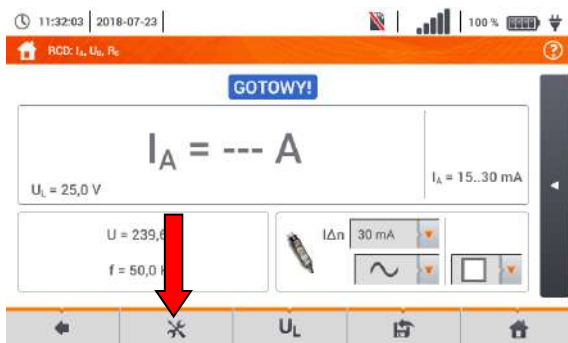 11:32:03 2018-07-23 100 %
RCD: IA, UB, RE ?
GOTOWY!
IA = --- A
UL = 25,0 V
IA = 15..30 mA
U = 239,
IΔn 30 mA
f = 50,0
UL